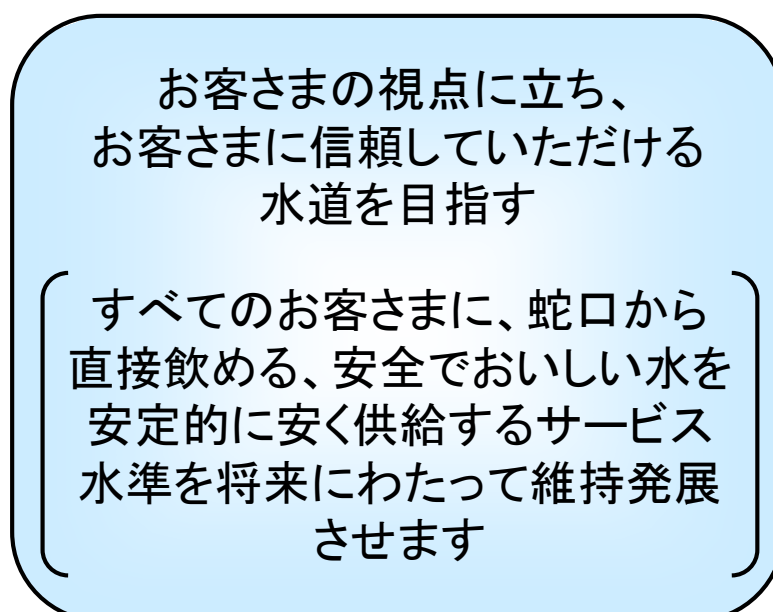 お客さまの視点に立ち、
お客さまに信頼していただける
水道を目指す
すべてのお客さまに、蛇口から
直接飲める、安全でおいしい水を
安定的に安く供給するサービス
水準を将来にわたって維持発展
させます